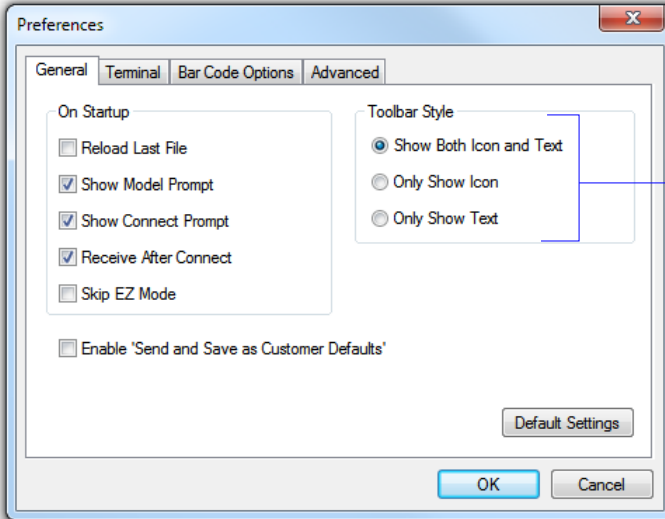 Preferences
General Terminal Bar Code Options Advanced
On Startup
Reload Last File
Show Model Prompt
Show Connect Prompt
Receive After Connect
Skip EZ Mode
Toolbar Style
Show Both Icon and Text
Only Show Icon
Only Show Text
Enable 'Send and Save as Customer Defaults'
Default Settings
OK Cancel